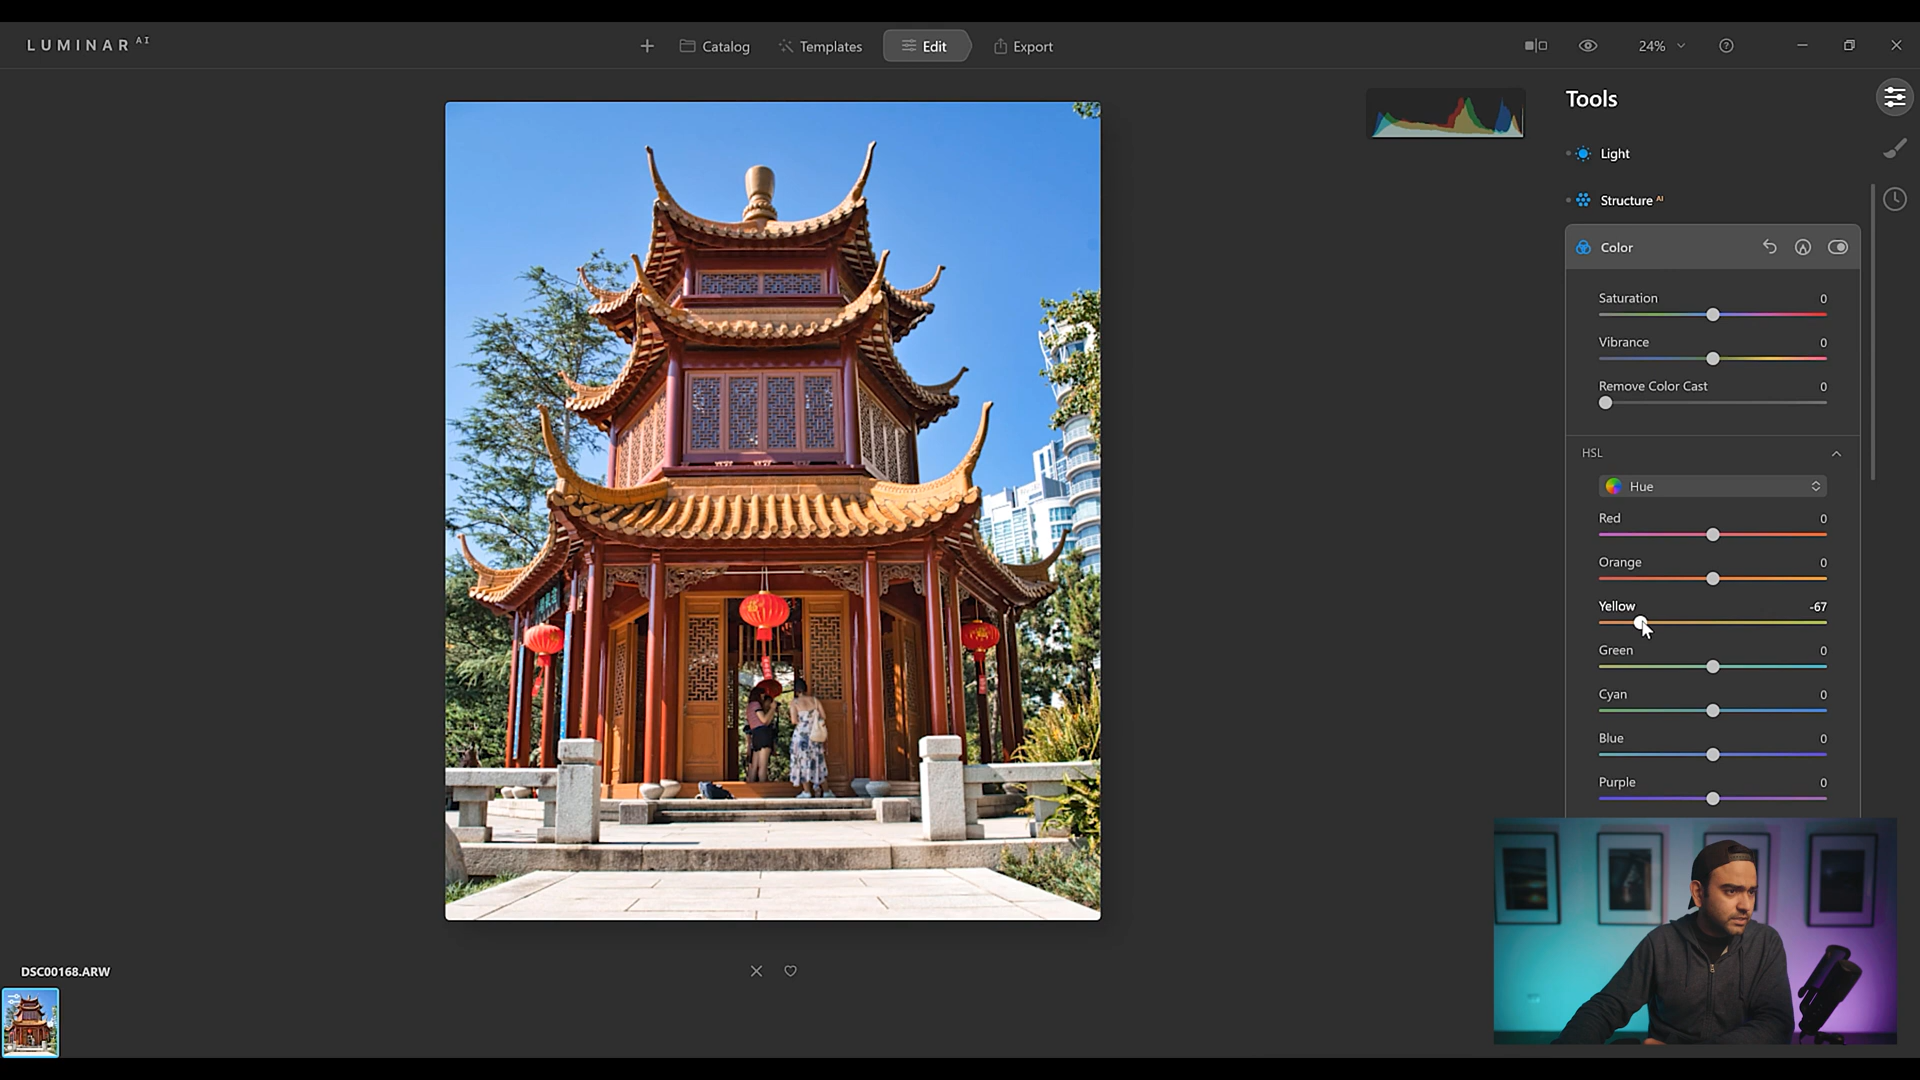 LUMINAR AI
Catalog
Templates
Edit
Export
24%
Tools
Light
Structure AI
Color
Saturation 0
Vibrance 0
Remove Color Cast 0
HSL
Hue
Red 0
Orange 0
Yellow -67
Green 0
Cyan 0
Blue 0
Purple 0
DSC00168.ARW